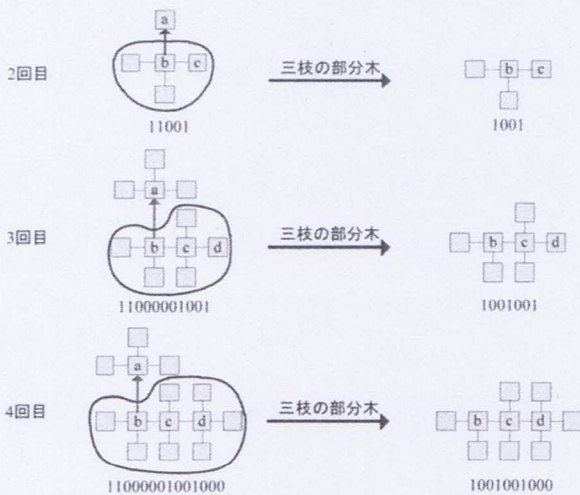 a
2回目
b c
三枝の部分木
b c
11001
1001
a
3回目
b c d
三枝の部分木
b c d
11000001001
1001001
a
4回目
b c d
三枝の部分木
b c d
11000001001000
1001001000